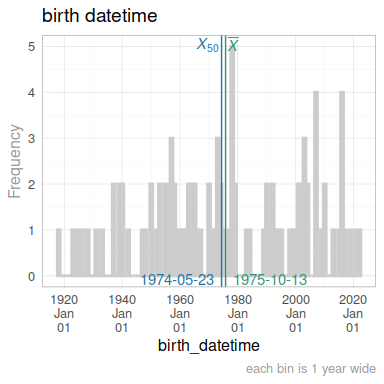 birth datetime
X50 X̅
5
4
3
2
1
0
Frequency
1974-05-23 1975-10-13
1920 Jan 01
1940 Jan 01
1960 Jan 01
1980 Jan 01
2000 Jan 01
2020 Jan 01
birth_datetime
each bin is 1 year wide